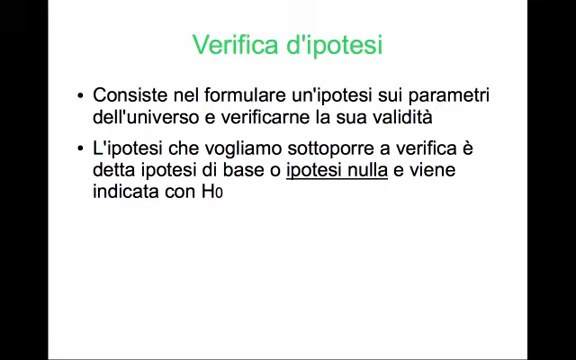 Verifica d'ipotesi
• Consiste nel formulare un'ipotesi sui parametri
dell'universo e verificarne la sua validità
• L'ipotesi che vogliamo sottoporre a verifica è
detta ipotesi di base o ipotesi nulla e viene
indicata con H0